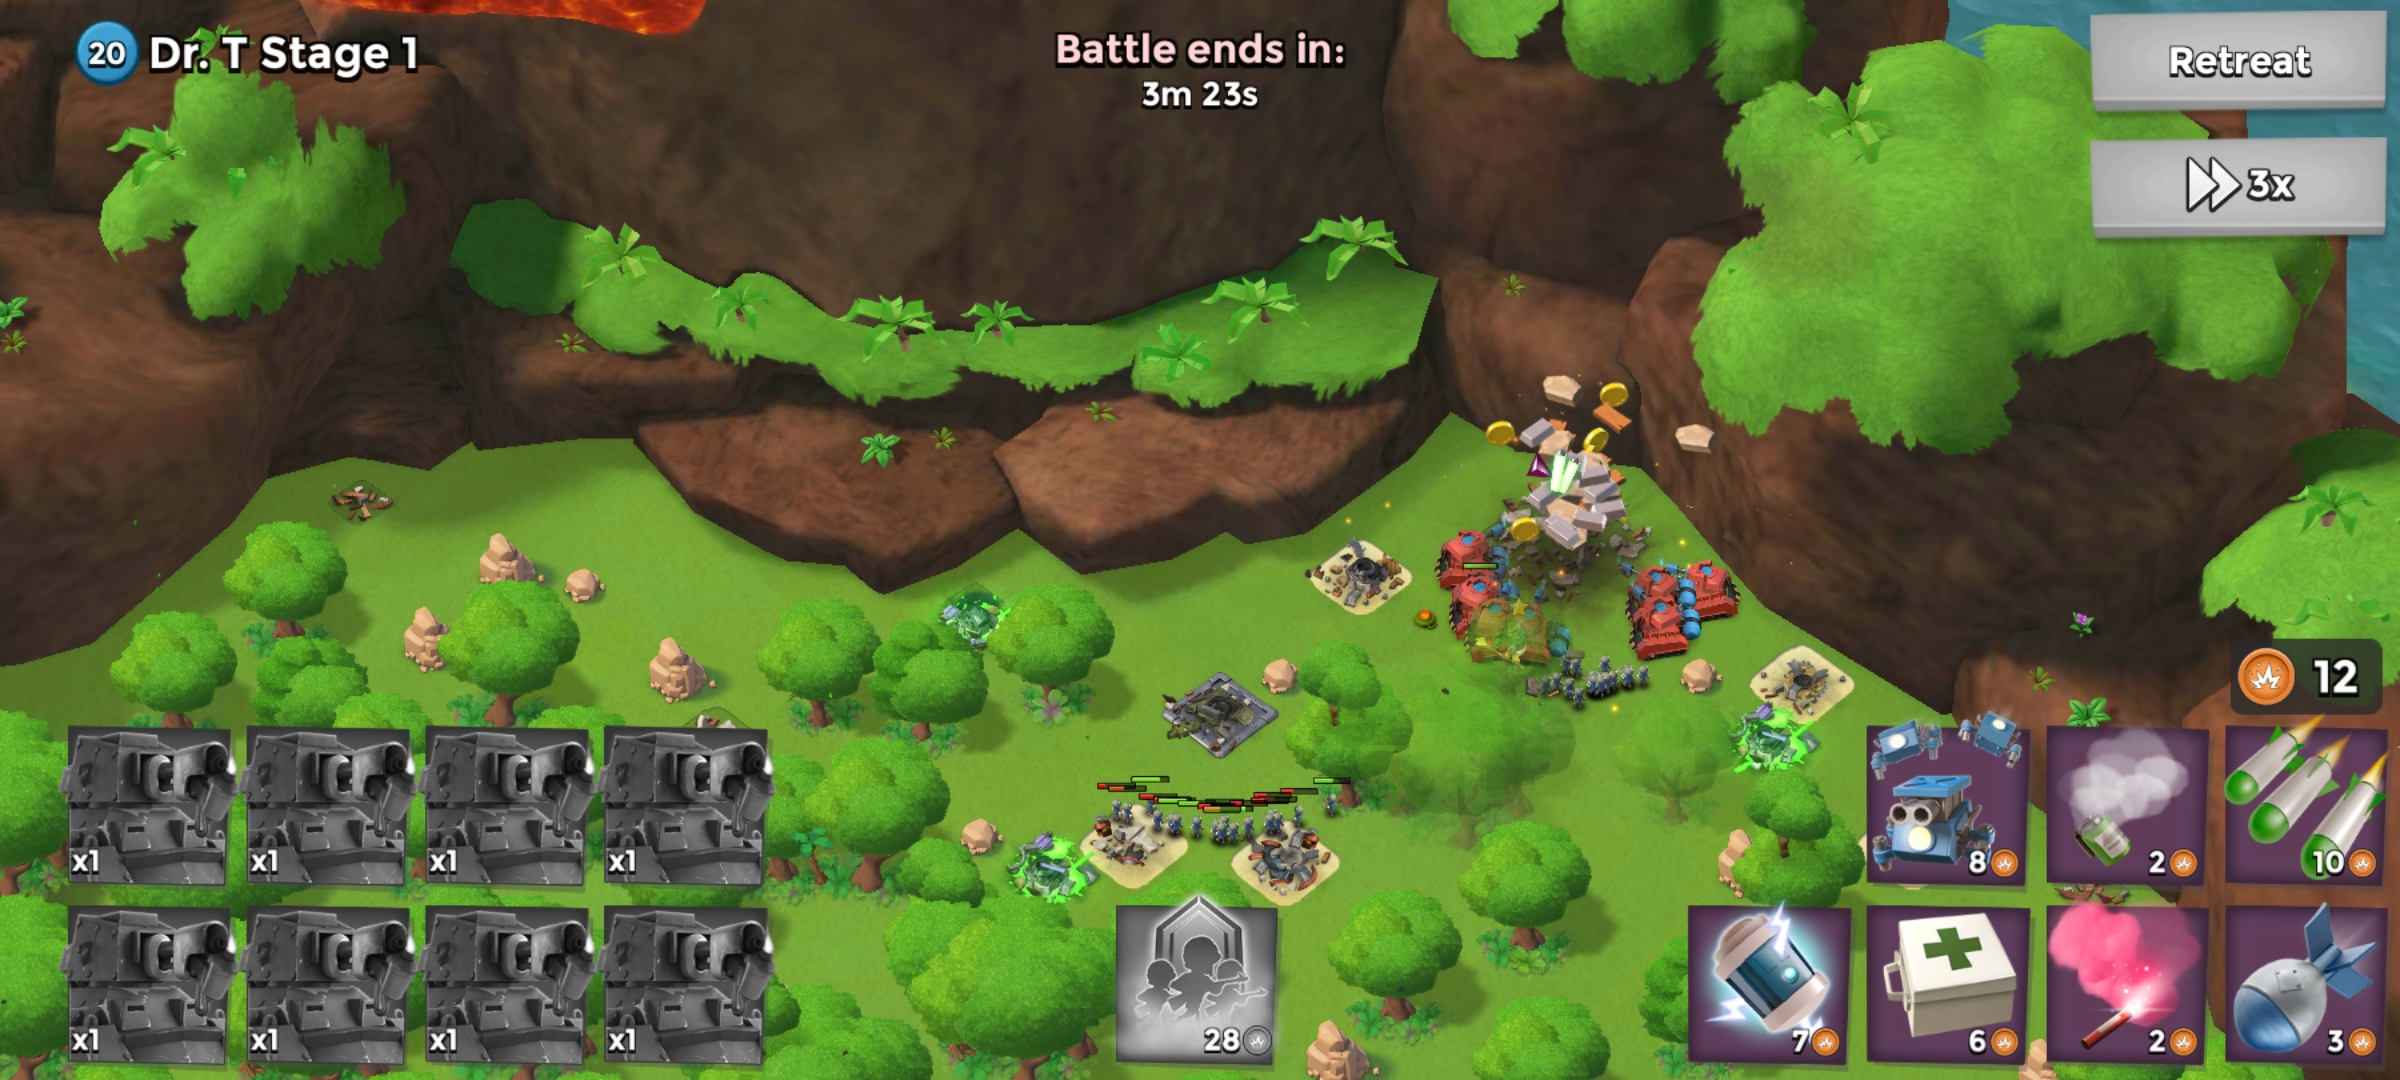 20 Dr. T Stage 1
Battle ends in:
3m 23s
Retreat
3x
12
x1 x1 x1 x1
8 2 10
x1 x1 x1 x1
28
7 6 2 3